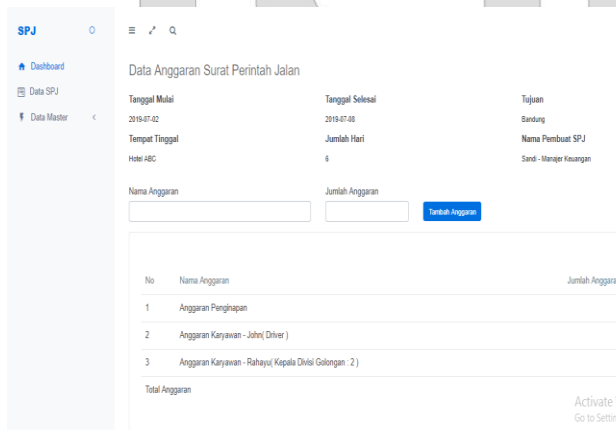 SPJ
Dashboard
Data SPJ
Data Master
Data Anggaran Surat Perintah Jalan
Tanggal Mulai Tanggal Selesai Tujuan
2019-07-02 2019-07-08 Bandung
Tempat Tinggal Jumlah Hari Nama Pembuat SPJ
Hotel ABC 6 Sandi - Manajer Keuangan
Nama Anggaran Jumlah Anggaran
Tambah Anggaran
No Nama Anggaran Jumlah Anggara
1 Anggaran Penginapan
2 Anggaran Karyawan - John( Driver )
3 Anggaran Karyawan - Rahayu( Kepala Divisi Golongan : 2 )
Total Anggaran
Activate
Go to Settin